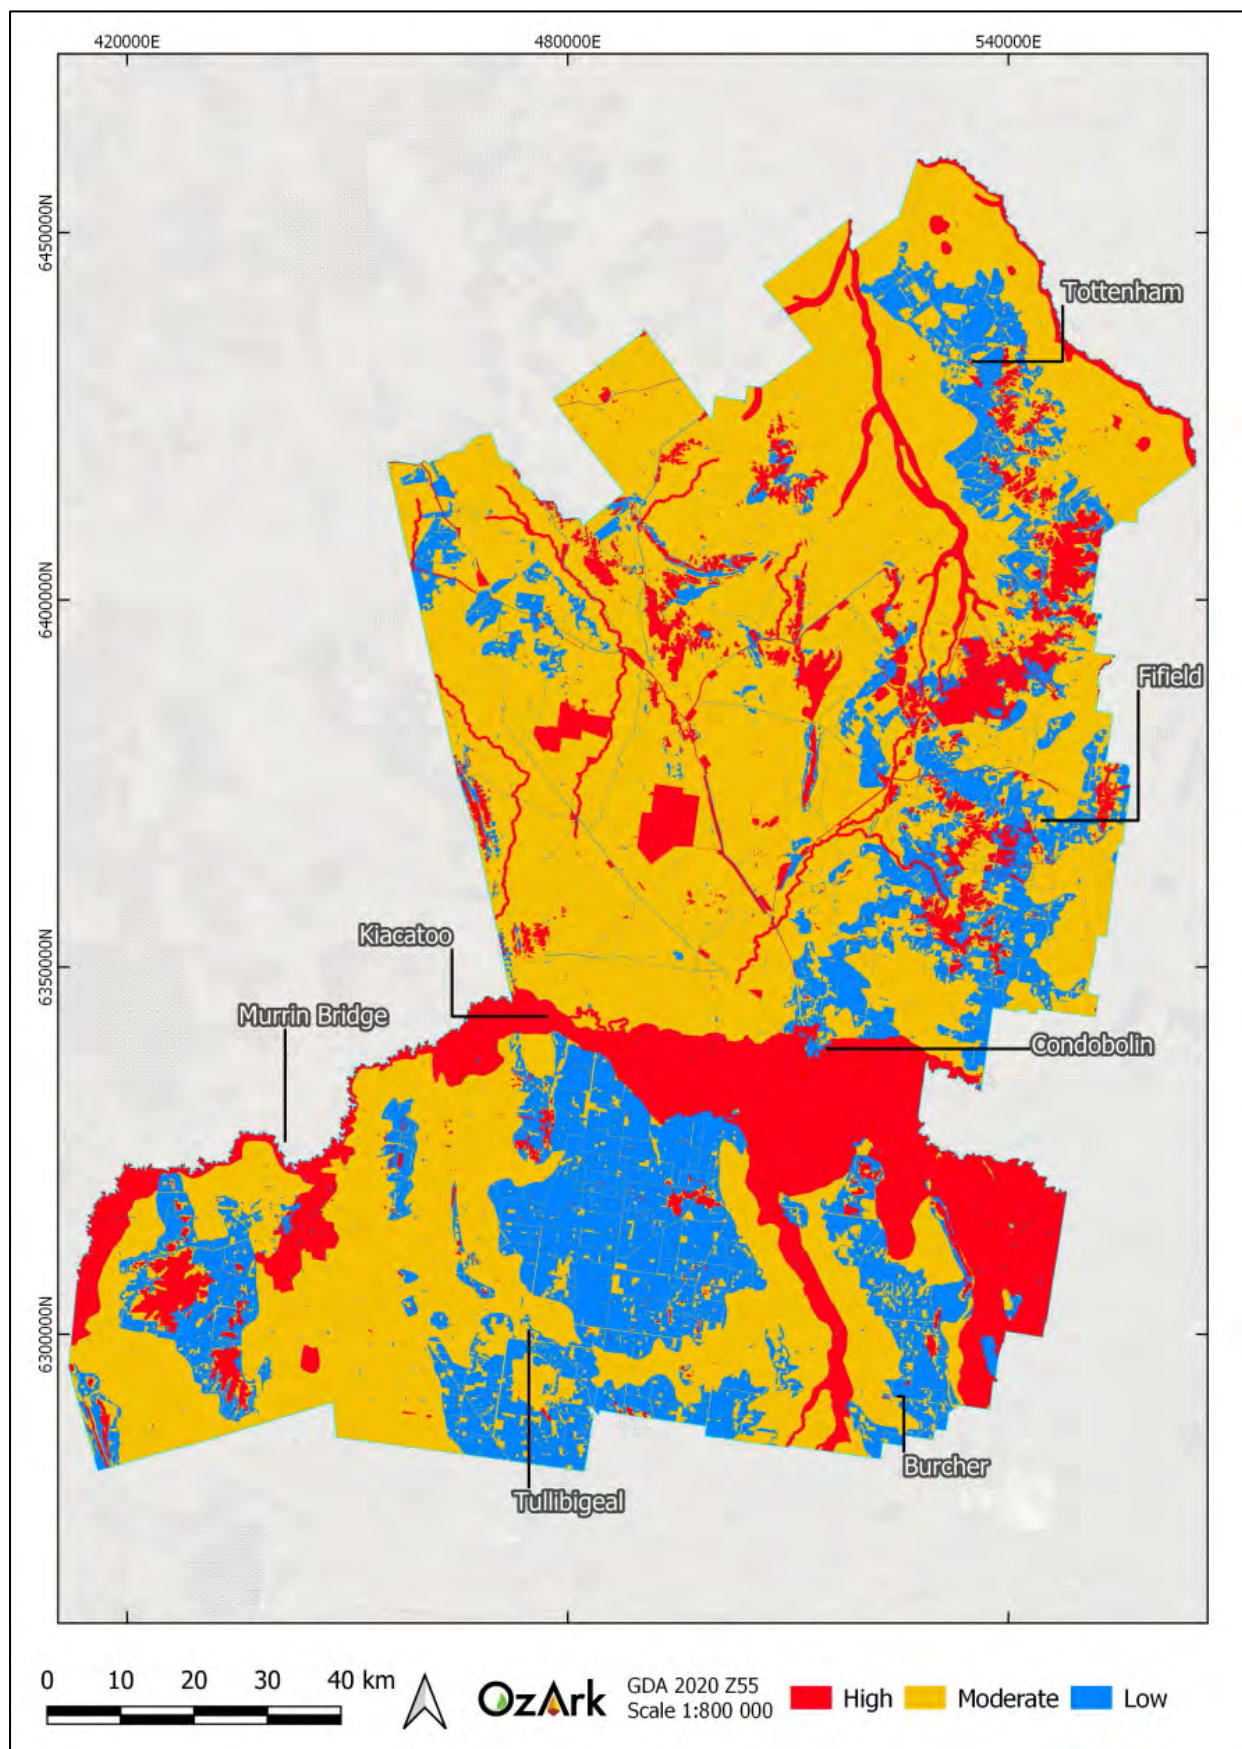 420000E 480000E 540000E
6450000N
Tottenham
6400000N
Fifield
Kiacatoo
6350000N
Murrin Bridge
Condobolin
6300000N
Burcher
Tullibigeal
0 10 20 30 40 km
OzArk
GDA 2020 Z55
Scale 1:800 000
High Moderate Low